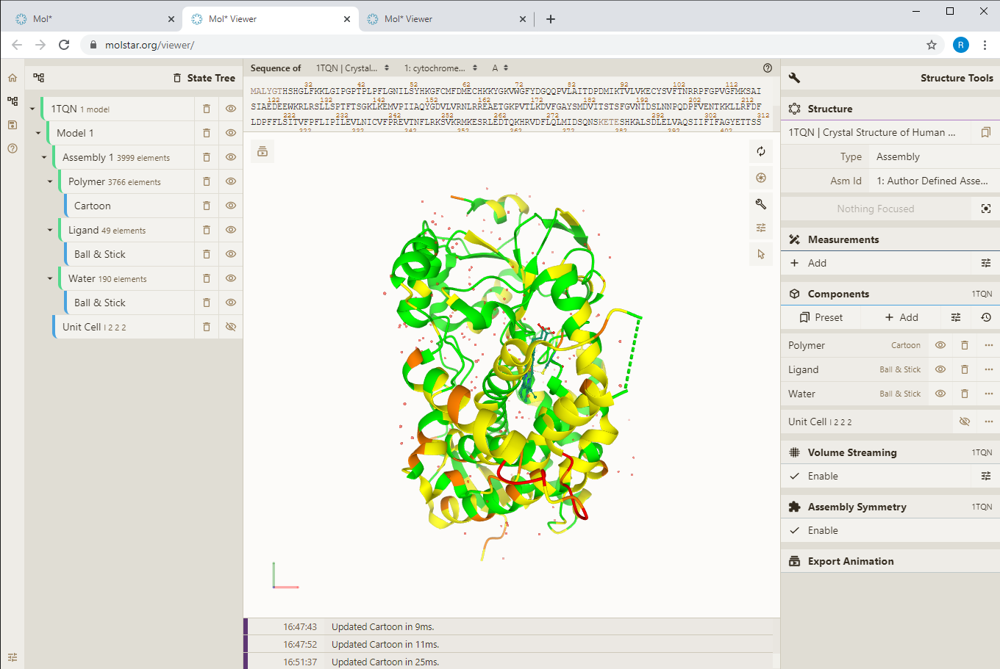 Mol*
Mol* Viewer
Mol* Viewer
molstar.org/viewer/
R
State Tree
1TQN 1 model
Model 1
Assembly 1 3999 elements
Polymer 3766 elements
Cartoon
Ligand 49 elements
Ball & Stick
Water 190 elements
Ball & Stick
Unit Cell I 2 2 2
Sequence of 1TQN | Crystal... 1: cytochrome... A
32 42 52 62 72 82 92 102 112
MALYGTHSHGLFKKLGIPGPTPLPFLGNILSYHKGFCMFDMECHKKYGKVWGFYDGQQPVLAITDPDMIKTVLVKECYSVFTNRRPFGPVGFMKSAI
122 132 142 152 162 172 182 192 202 212
SIAEDEEWKRLRSLLSPTFTSGKLKEMVPIIAQYGDVLVRNLRREAETGKPVTLKDVFGAYSMDVITSTSFGVNIDSLNNPQDPFVENTKKLLRFDF
222 232 242 252 262 272 282 292 302 312
LDPFFLSITVFPFLIPILEVLNICVFPREVTNFLRKSVKRMKESRLEDTQKHRVDFLQLMIDSQNSKETESHKALSDLELVAQSIIFIFAGYETTSS
Structure Tools
Structure
1TQN | Crystal Structure of Human ...
Type Assembly
Asm Id 1: Author Defined Asse...
Nothing Focused
Measurements
Add
Components 1TQN
Preset Add
Polymer Cartoon
Ligand Ball & Stick
Water Ball & Stick
Unit Cell I 2 2 2
Volume Streaming 1TQN
Enable
Assembly Symmetry 1TQN
Enable
Export Animation
16:47:43 Updated Cartoon in 9ms.
16:47:52 Updated Cartoon in 11ms.
16:51:37 Updated Cartoon in 25ms.